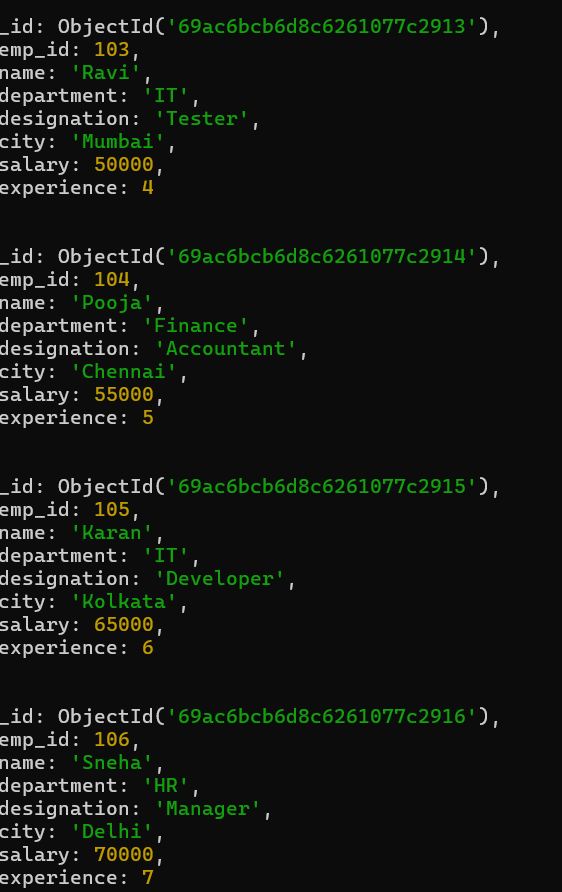 _id: ObjectId('69ac6bcb6d8c6261077c2913'),
emp_id: 103,
name: 'Ravi',
department: 'IT',
designation: 'Tester',
city: 'Mumbai',
salary: 50000,
experience: 4
_id: ObjectId('69ac6bcb6d8c6261077c2914'),
emp_id: 104,
name: 'Pooja',
department: 'Finance',
designation: 'Accountant',
city: 'Chennai',
salary: 55000,
experience: 5
_id: ObjectId('69ac6bcb6d8c6261077c2915'),
emp_id: 105,
name: 'Karan',
department: 'IT',
designation: 'Developer',
city: 'Kolkata',
salary: 65000,
experience: 6
_id: ObjectId('69ac6bcb6d8c6261077c2916'),
emp_id: 106,
name: 'Sneha',
department: 'HR',
designation: 'Manager',
city: 'Delhi',
salary: 70000,
experience: 7